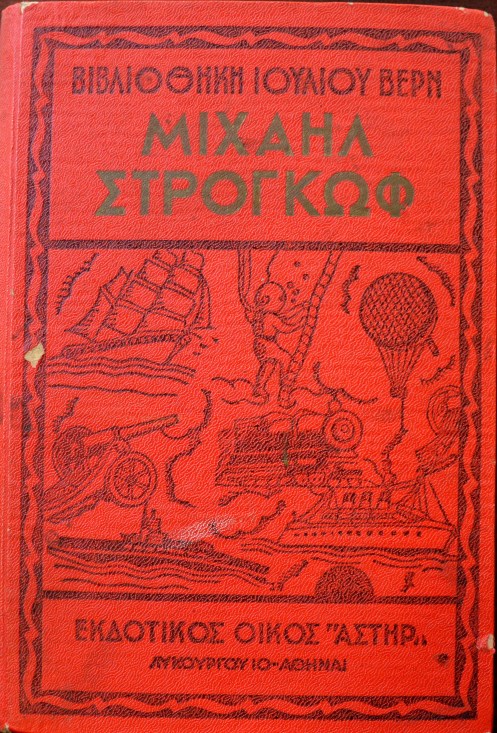 ΒΙΒΛΙΟΘΗΚΗ ΙΟΥΛΙΟΥ ΒΕΡΝ
ΜΙΧΑΗΛ
ΣΤΡΟΓΚΩΦ
ΕΚΔΟΤΙΚΟΣ ΟΙΚΟΣ "ΑΣΤΗΡ„
ΛΥΚΟΥΡΓΟΥ 10-ΑΘΗΝΑΙ